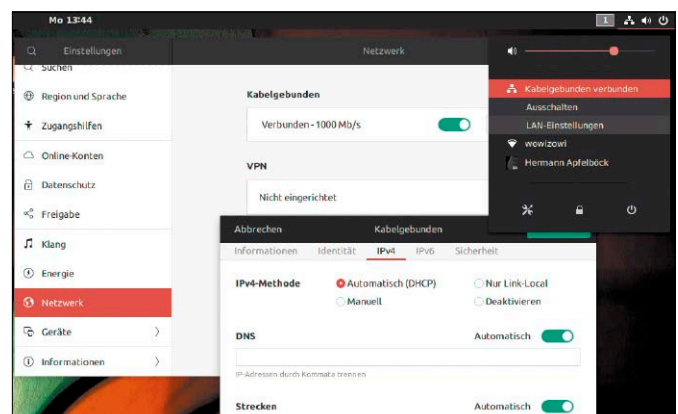 Mo 13:44
1
Einstellungen
Netzwerk
Suchen
Region und Sprache
Zugangshilfen
Online-Konten
Datenschutz
Freigabe
Klang
Energie
Netzwerk
Geräte
Informationen
Kabelgebunden
Verbunden - 1000 Mb/s
VPN
Nicht eingerichtet
Kabelgebunden verbunden
Ausschalten
LAN-Einstellungen
wowizowi
Hermann Apfelböck
Abbrechen
Kabelgebunden
Informationen Identität IPv4 IPv6 Sicherheit
IPv4-Methode Automatisch (DHCP) Nur Link-Local
Manuell Deaktivieren
DNS Automatisch
IP-Adressen durch Kommata trennen
Strecken Automatisch